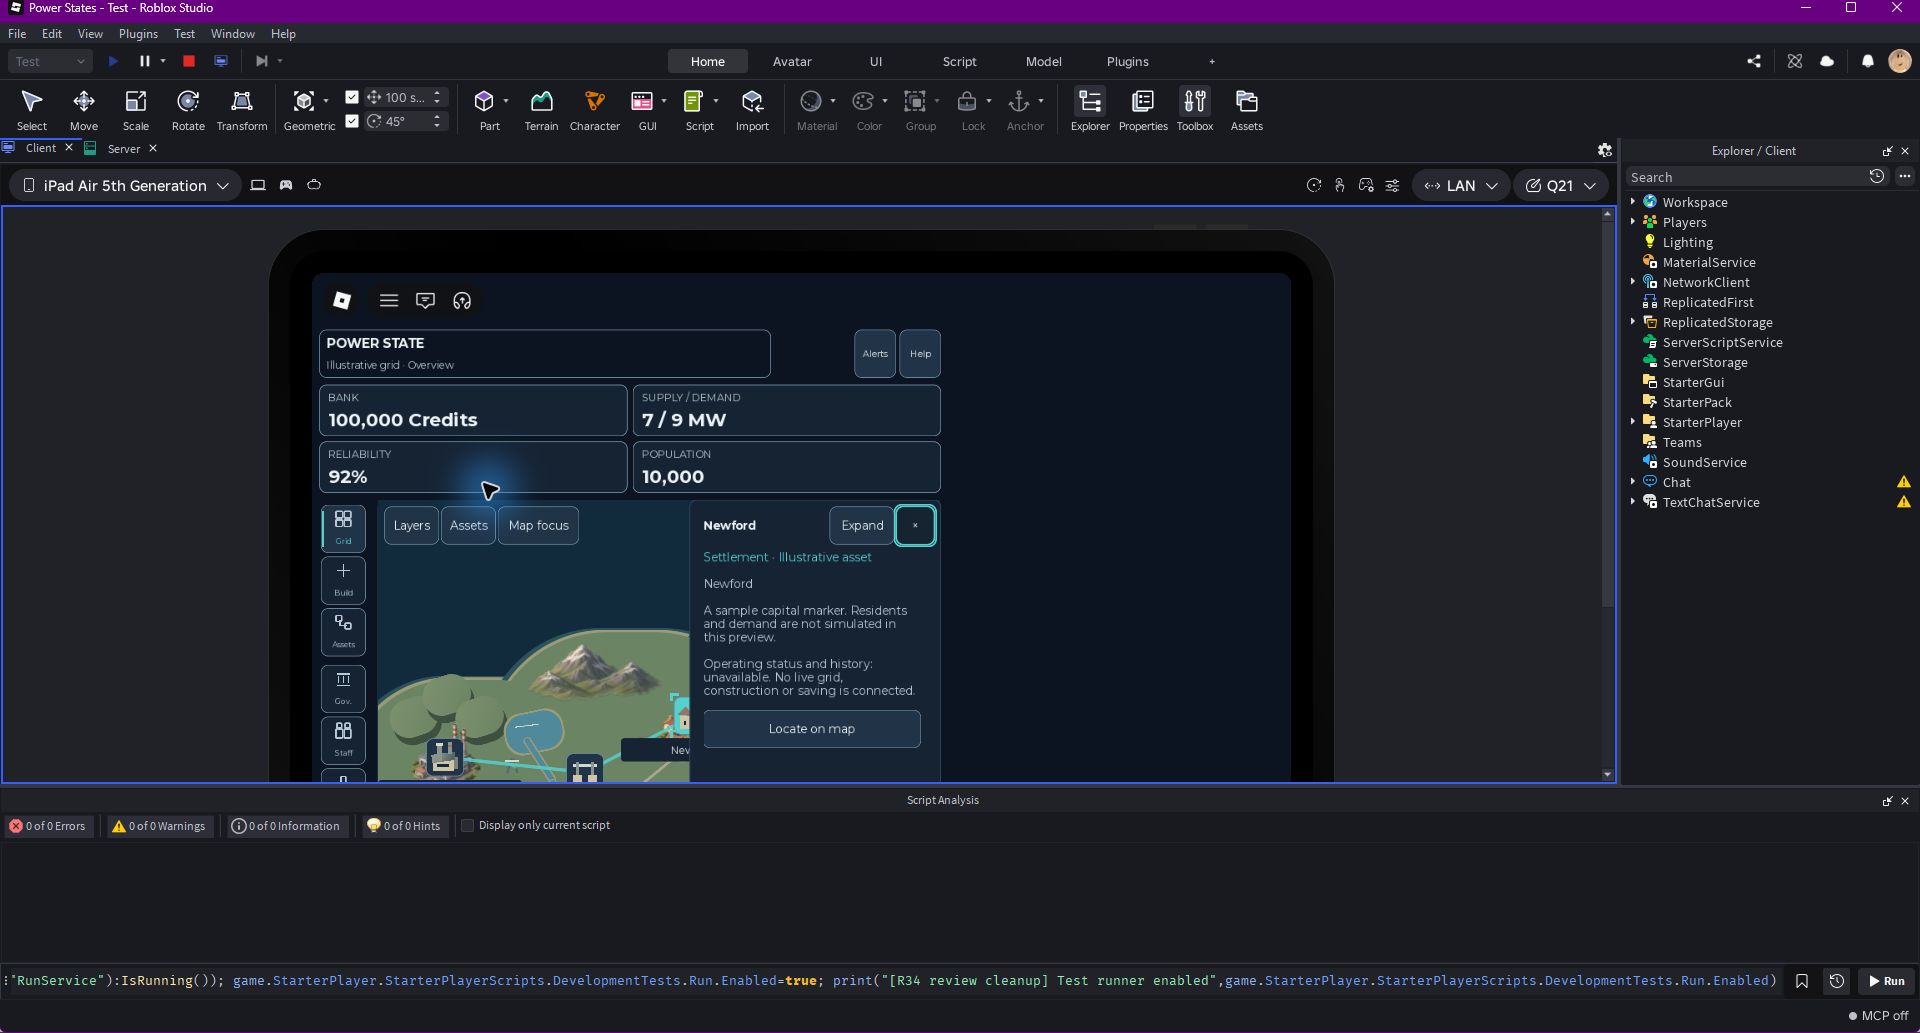 Power States - Test - Roblox Studio
File Edit View Plugins Test Window Help
Test
Home Avatar UI Script Model Plugins +
100 s...
45°
Select Move Scale Rotate Transform Geometric Part Terrain Character GUI Script Import Material Color Group Lock Anchor Explorer Properties Toolbox Assets
Client Server
Explorer / Client
iPad Air 5th Generation
LAN
Q21
Search
Workspace
Players
Lighting
MaterialService
NetworkClient
ReplicatedFirst
ReplicatedStorage
ServerScriptService
ServerStorage
StarterGui
StarterPack
StarterPlayer
Teams
SoundService
Chat
TextChatService
POWER STATE
Illustrative grid · Overview
Alerts
Help
BANK
100,000 Credits
SUPPLY / DEMAND
7 / 9 MW
RELIABILITY
92%
POPULATION
10,000
Grid
Build
Assets
Gov.
Staff
Layers Assets Map focus
Newford
Expand
×
Settlement · Illustrative asset
Newford
A sample capital marker. Residents
and demand are not simulated in
this preview.
Operating status and history:
unavailable. No live grid,
construction or saving is connected.
Locate on map
New
Script Analysis
0 of 0 Errors
0 of 0 Warnings
0 of 0 Information
0 of 0 Hints
Display only current script
:"RunService"):IsRunning()); game.StarterPlayer.StarterPlayerScripts.DevelopmentTests.Run.Enabled=true; print("[R34 review cleanup] Test runner enabled",game.StarterPlayer.StarterPlayerScripts.DevelopmentTests.Run.Enabled)
Run
MCP off